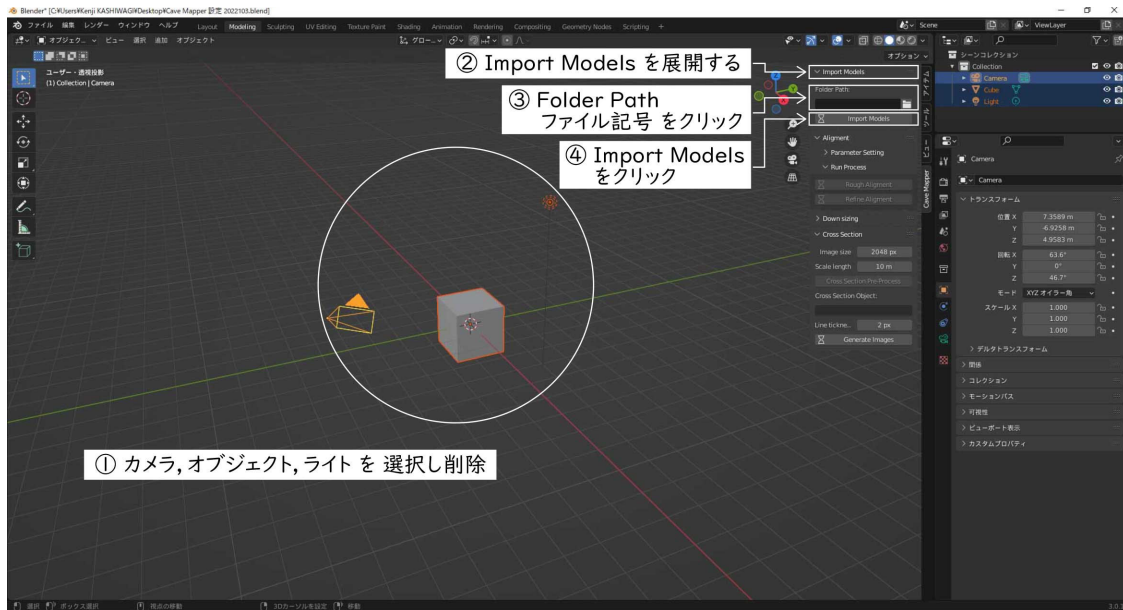 Blender* [C:¥Users¥Kenji KASHIWAGI¥Desktop¥Cave Mapper 設定 2022103.blend]
ファイル 編集 レンダー ウィンドウ ヘルプ Layout Modeling Sculpting UV Editing Texture Paint Shading Animation Rendering Compositing Geometry Nodes Scripting + Scene ViewLayer
オブジェク... ビュー 選択 追加 オブジェクト グロー...
オプション
ユーザー・透視投影
(1) Collection | Camera
② Import Models を展開する
③ Folder Path
ファイル記号 をクリック
④ Import Models
をクリック
① カメラ, オブジェクト, ライト を 選択し削除
Import Models
Folder Path:
Import Models
Aligment
Parameter Setting
Run Process
Rough Aligment
Refine Aligment
Down sizing
Cross Section
Image size 2048 px
Scale length 10 m
Cross Section Pre-Process
Cross Section Object:
Line tickne... 2 px
Generate Images
アイテム
ツール
ビュー
Cave Mapper
Z
Y
X
シーンコレクション
Collection
Camera
Cube
Light
Camera
Camera
トランスフォーム
位置 X 7.3589 m
Y -6.9258 m
Z 4.9583 m
回転 X 63.6°
Y 0°
Z 46.7°
モード XYZ オイラー角
スケール X 1.000
Y 1.000
Z 1.000
デルタトランスフォーム
関係
コレクション
モーションパス
可視性
ビューポート表示
カスタムプロパティ
選択 ボックス選択 視点の移動 3Dカーソルを設定 移動